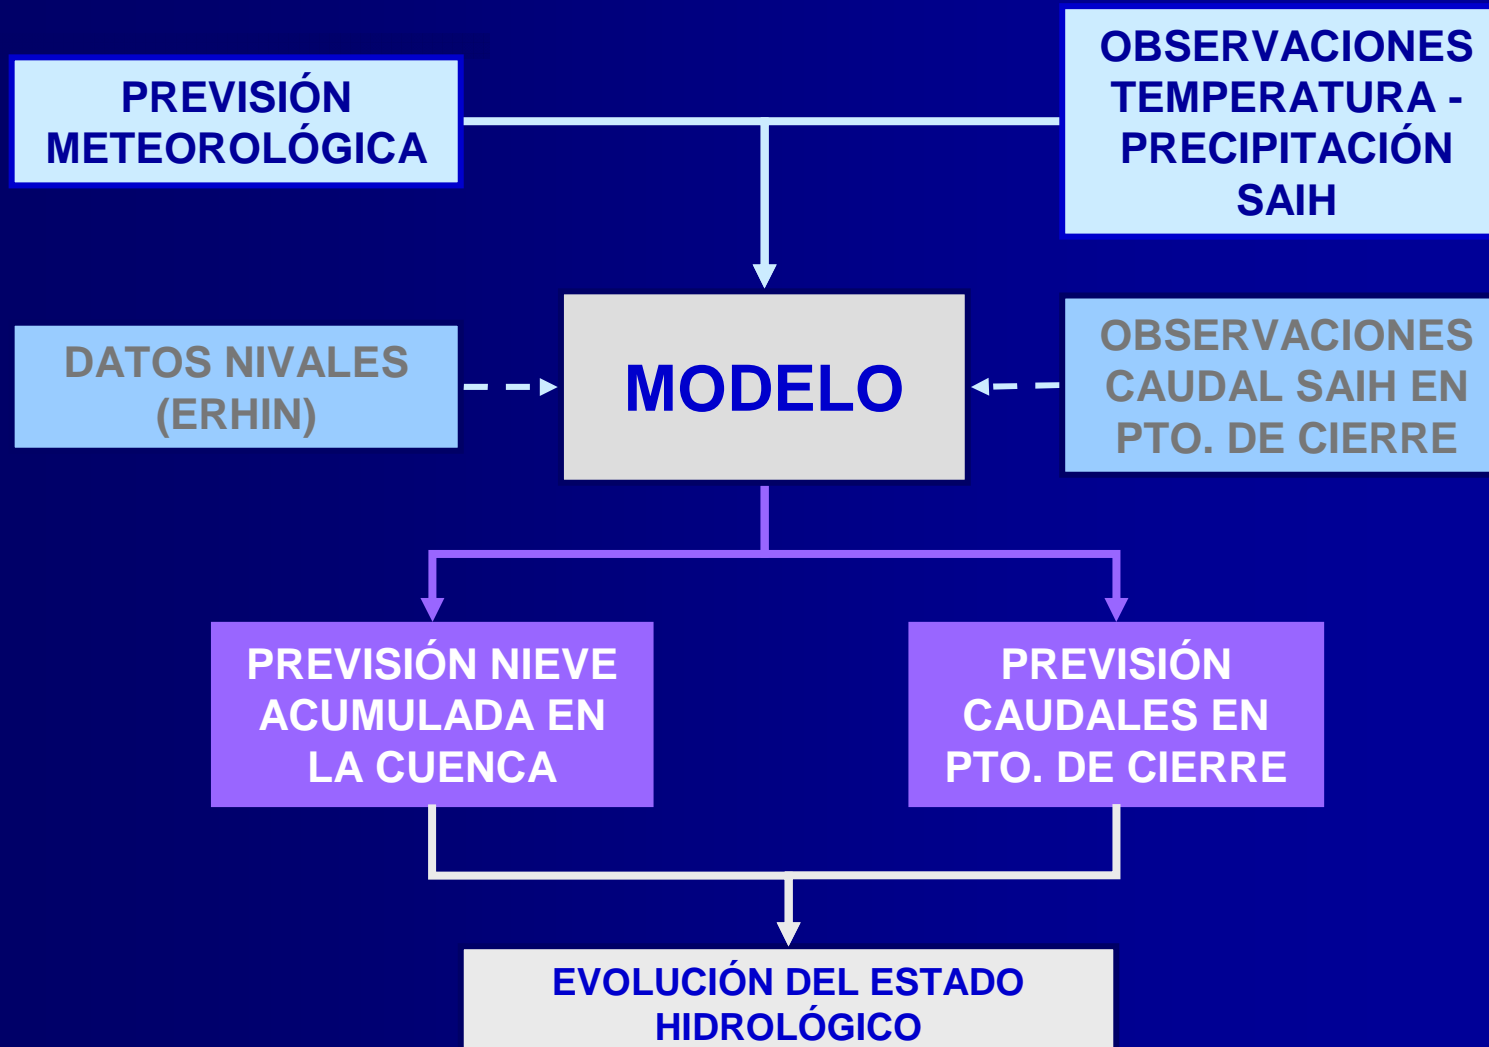 PREVISIÓN
METEOROLÓGICA
OBSERVACIONES
TEMPERATURA -
PRECIPITACIÓN
SAIH
DATOS NIVALES
(ERHIN)
MODELO
OBSERVACIONES
CAUDAL SAIH EN
PTO. DE CIERRE
PREVISIÓN NIEVE
ACUMULADA EN
LA CUENCA
PREVISIÓN
CAUDALES EN
PTO. DE CIERRE
EVOLUCIÓN DEL ESTADO
HIDROLÓGICO